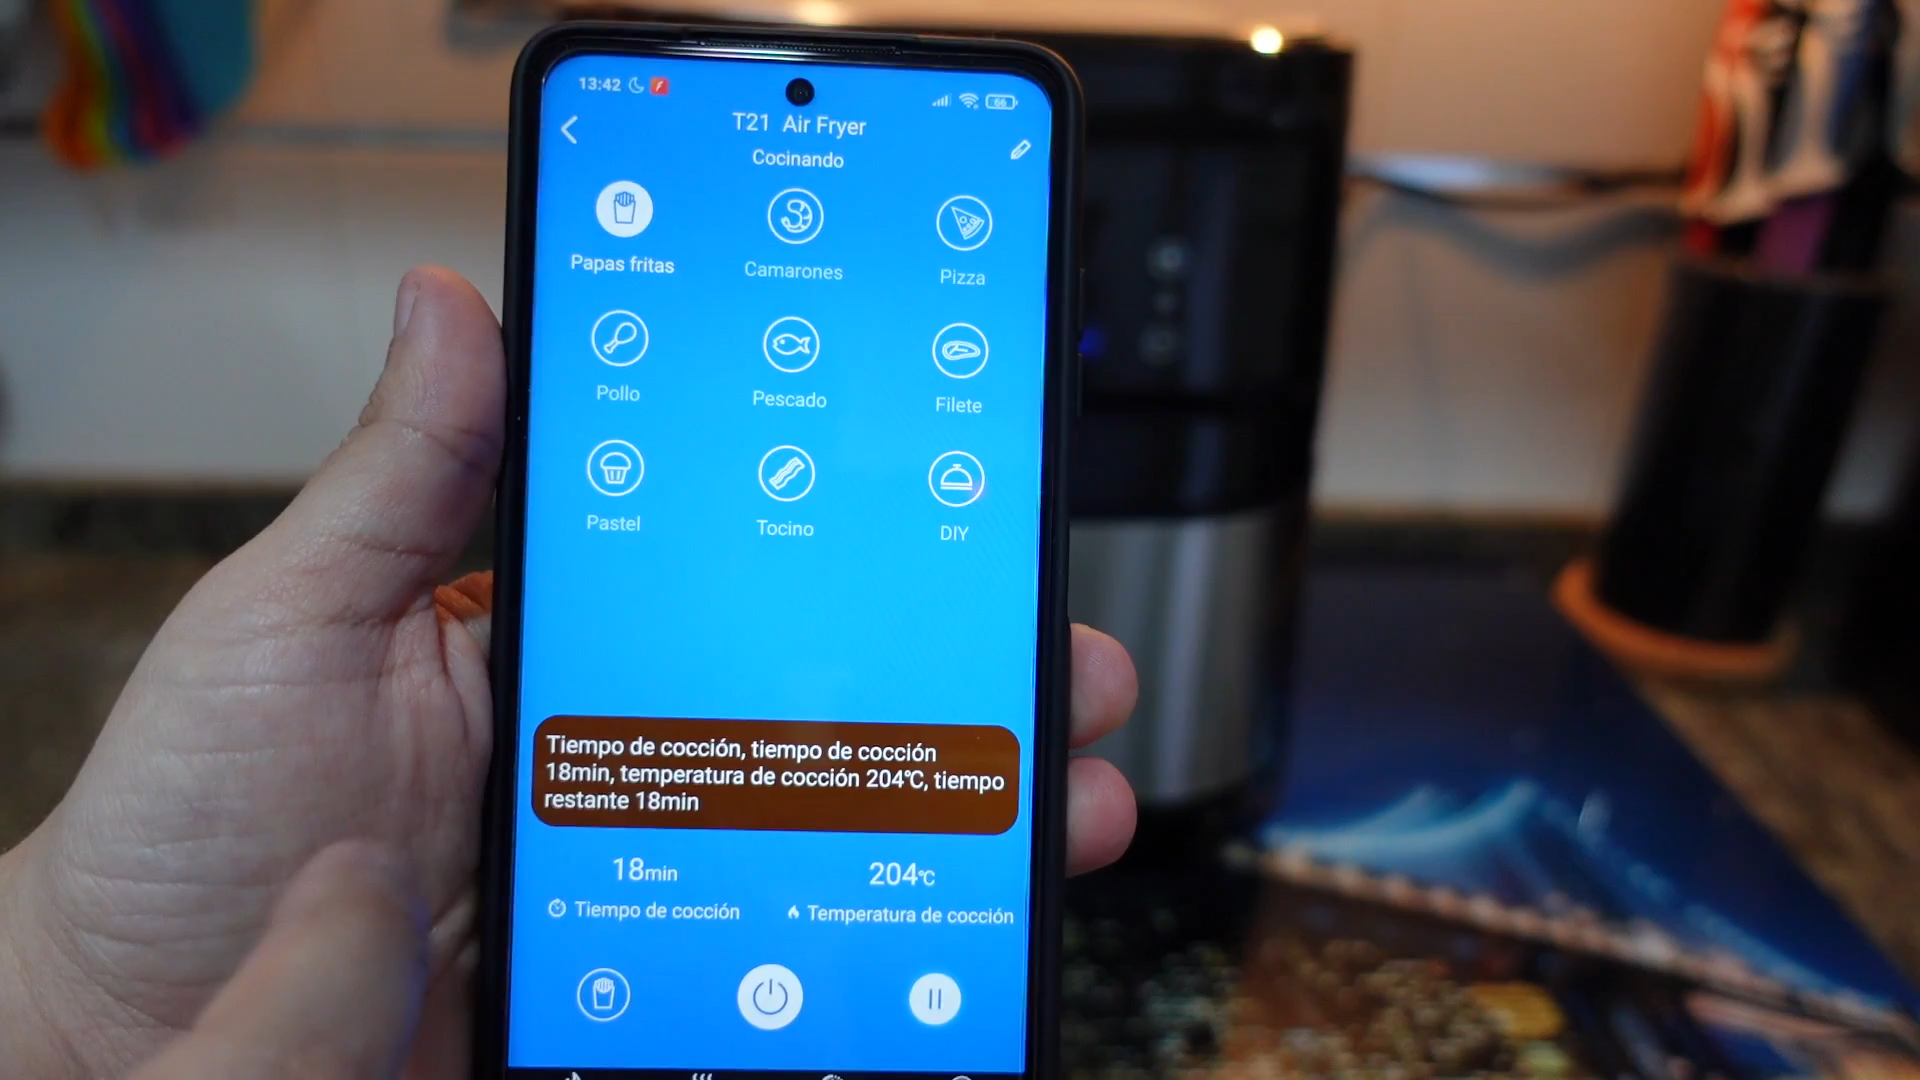 13:42
66
T21 Air Fryer
Cocinando
Papas fritas
Camarones
Pizza
Pollo
Pescado
Filete
Pastel
Tocino
DIY
Tiempo de cocción, tiempo de cocción
18min, temperatura de cocción 204℃, tiempo
restante 18min
18min
204℃
Tiempo de cocción
Temperatura de cocción